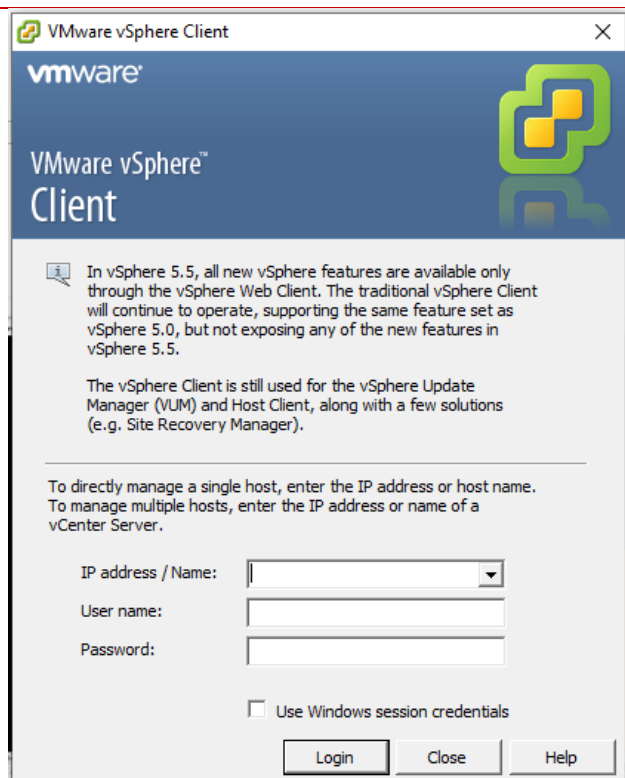 VMware vSphere Client
vmware®
VMware vSphere™
Client
In vSphere 5.5, all new vSphere features are available only
through the vSphere Web Client. The traditional vSphere Client
will continue to operate, supporting the same feature set as
vSphere 5.0, but not exposing any of the new features in
vSphere 5.5.
The vSphere Client is still used for the vSphere Update
Manager (VUM) and Host Client, along with a few solutions
(e.g. Site Recovery Manager).
To directly manage a single host, enter the IP address or host name.
To manage multiple hosts, enter the IP address or name of a
vCenter Server.
IP address / Name:
User name:
Password:
Use Windows session credentials
Login Close Help